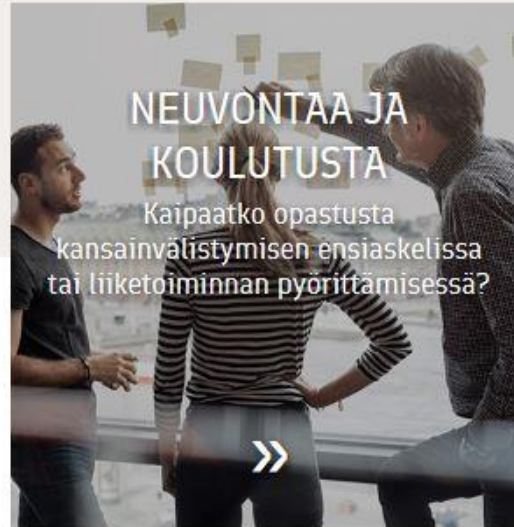 NEUVONTAA JA
KOULUTUSTA
Kaipaatko opastusta
kansainvälistymisen ensiaskelissa
tai liiketoiminnan pyörittämisessä?
»